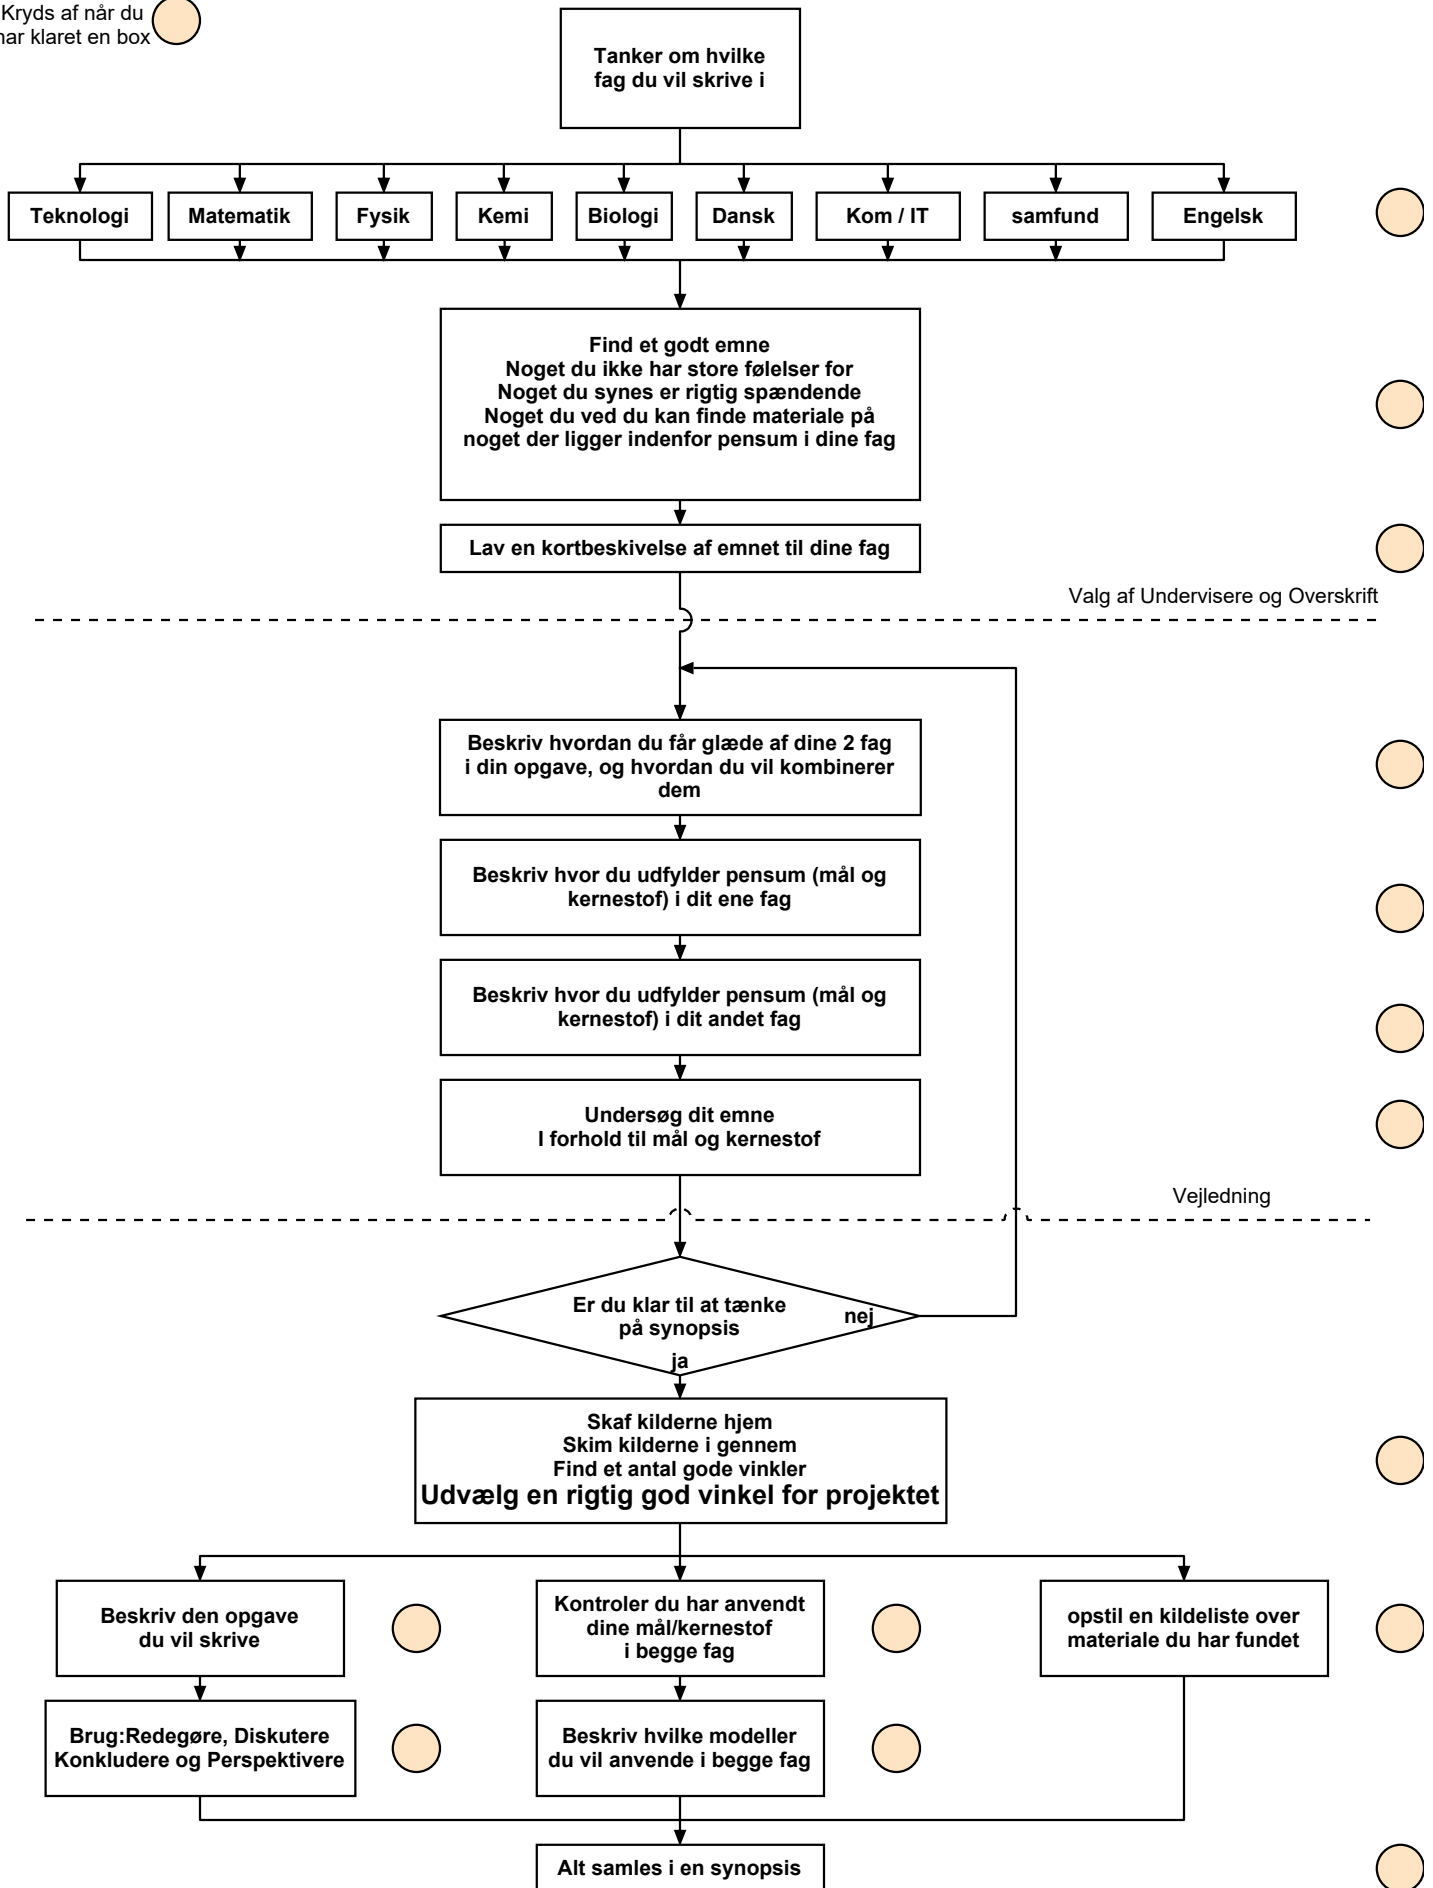 Kryds af når du
har klaret en box
Tanker om hvilke
fag du vil skrive i
Teknologi
Matematik
Fysik
Kemi
Biologi
Dansk
Kom / IT
samfund
Engelsk
Find et godt emne
Noget du ikke har store følelser for
Noget du synes er rigtig spændende
Noget du ved du kan finde materiale på
noget der ligger indenfor pensum i dine fag
Lav en kortbeskivelse af emnet til dine fag
Valg af Undervisere og Overskrift
Beskriv hvordan du får glæde af dine 2 fag
i din opgave, og hvordan du vil kombinerer
dem
Beskriv hvor du udfylder pensum (mål og
kernestof) i dit ene fag
Beskriv hvor du udfylder pensum (mål og
kernestof) i dit andet fag
Undersøg dit emne
I forhold til mål og kernestof
Vejledning
Er du klar til at tænke
på synopsis
nej
ja
Skaf kilderne hjem
Skim kilderne i gennem
Find et antal gode vinkler
Udvælg en rigtig god vinkel for projektet
Beskriv den opgave
du vil skrive
Kontroler du har anvendt
dine mål/kernestof
i begge fag
opstil en kildeliste over
materiale du har fundet
Brug:Redegøre, Diskutere
Konkludere og Perspektivere
Beskriv hvilke modeller
du vil anvende i begge fag
Alt samles i en synopsis